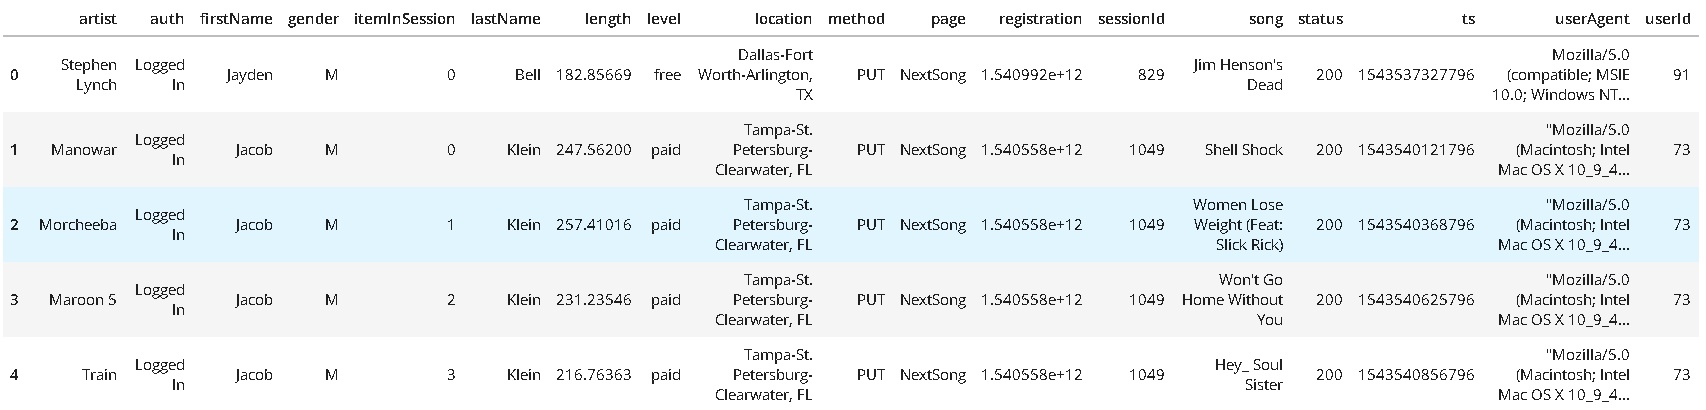 artist auth firstName gender itemInSession lastName length level location method page registration sessionId song status ts userAgent userId
0 Stephen Lynch Logged In Jayden M 0 Bell 182.85669 free Dallas-Fort Worth-Arlington, TX PUT NextSong 1.540992e+12 829 Jim Henson's Dead 200 1543537327796 Mozilla/5.0 (compatible; MSIE 10.0; Windows NT... 91
1 Manowar Logged In Jacob M 0 Klein 247.56200 paid Tampa-St. Petersburg-Clearwater, FL PUT NextSong 1.540558e+12 1049 Shell Shock 200 1543540121796 "Mozilla/5.0 (Macintosh; Intel Mac OS X 10_9_4... 73
2 Morcheeba Logged In Jacob M 1 Klein 257.41016 paid Tampa-St. Petersburg-Clearwater, FL PUT NextSong 1.540558e+12 1049 Women Lose Weight (Feat: Slick Rick) 200 1543540368796 "Mozilla/5.0 (Macintosh; Intel Mac OS X 10_9_4... 73
3 Maroon 5 Logged In Jacob M 2 Klein 231.23546 paid Tampa-St. Petersburg-Clearwater, FL PUT NextSong 1.540558e+12 1049 Won't Go Home Without You 200 1543540625796 "Mozilla/5.0 (Macintosh; Intel Mac OS X 10_9_4... 73
4 Train Logged In Jacob M 3 Klein 216.76363 paid Tampa-St. Petersburg-Clearwater, FL PUT NextSong 1.540558e+12 1049 Hey_ Soul Sister 200 1543540856796 "Mozilla/5.0 (Macintosh; Intel Mac OS X 10_9_4... 73